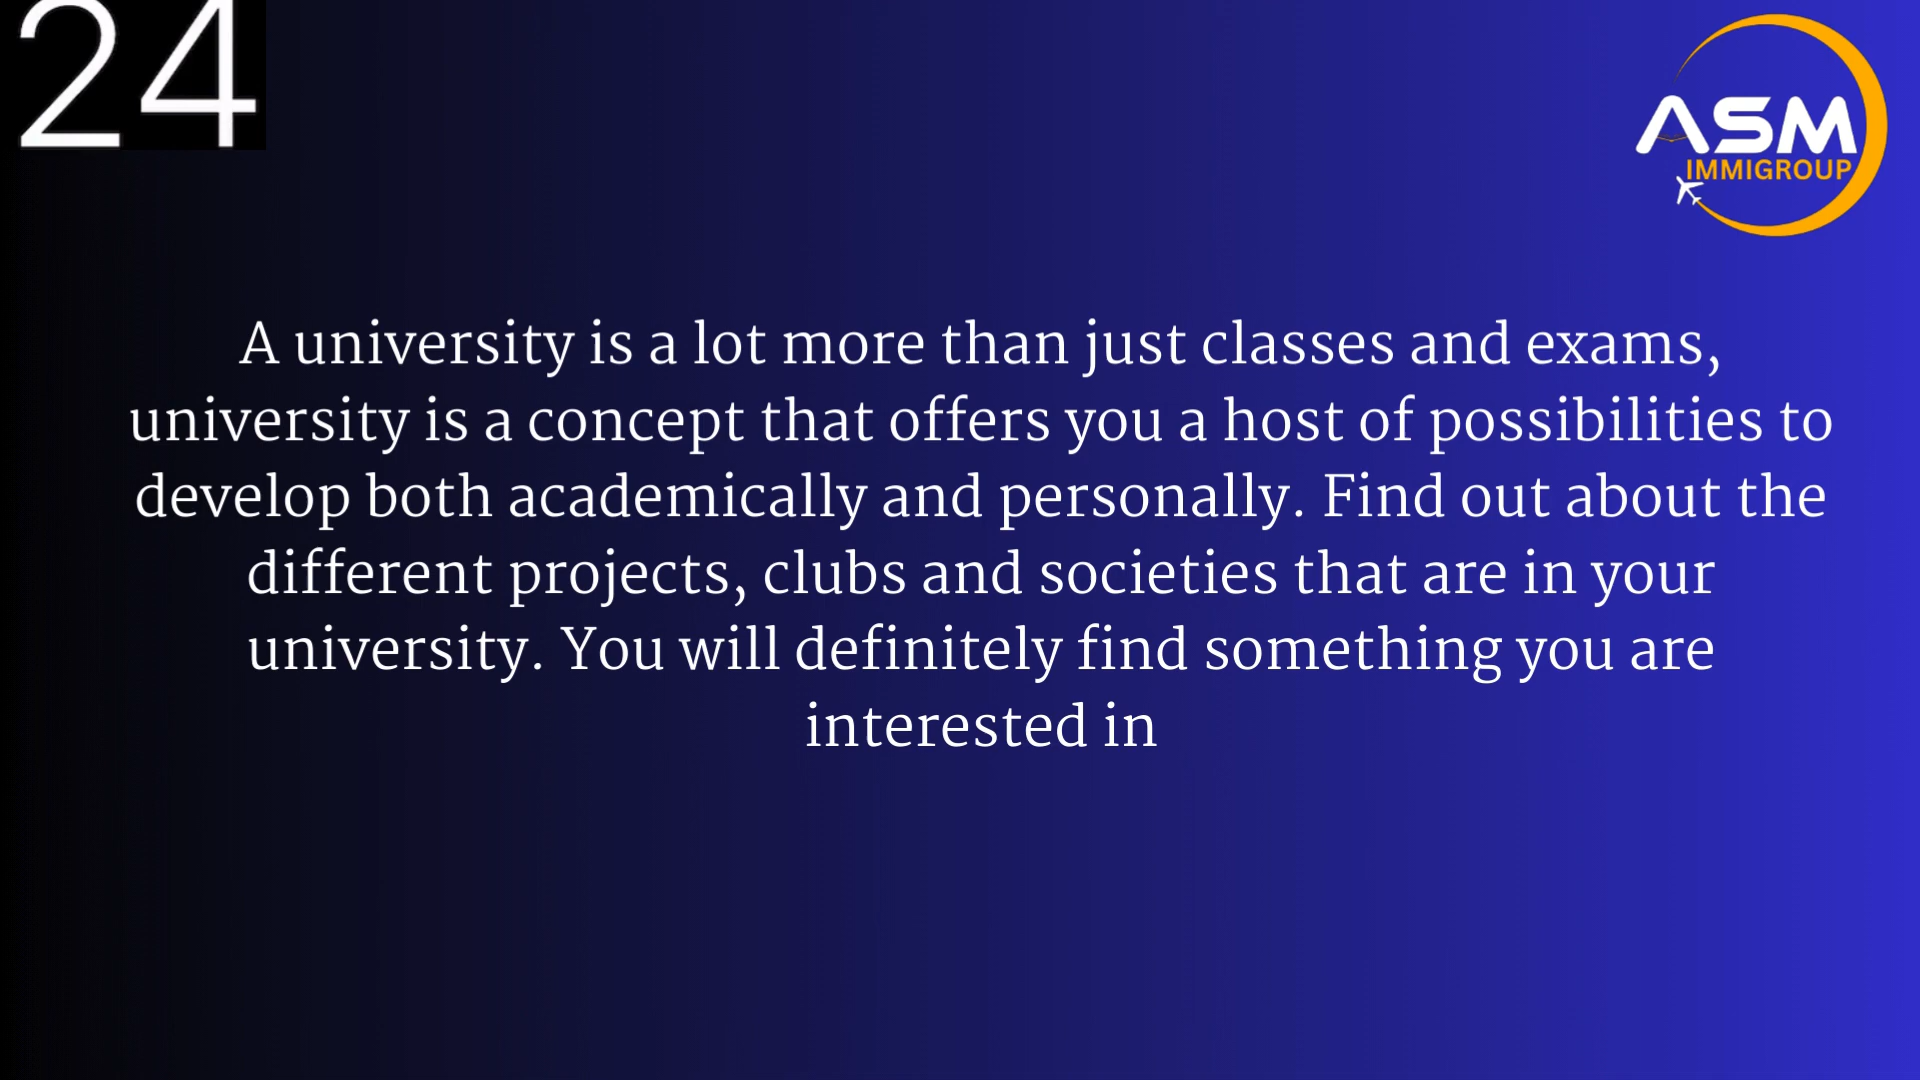 24
ASM
IMMIGROUP
A university is a lot more than just classes and exams,
university is a concept that offers you a host of possibilities to
develop both academically and personally. Find out about the
different projects, clubs and societies that are in your
university. You will definitely find something you are
interested in